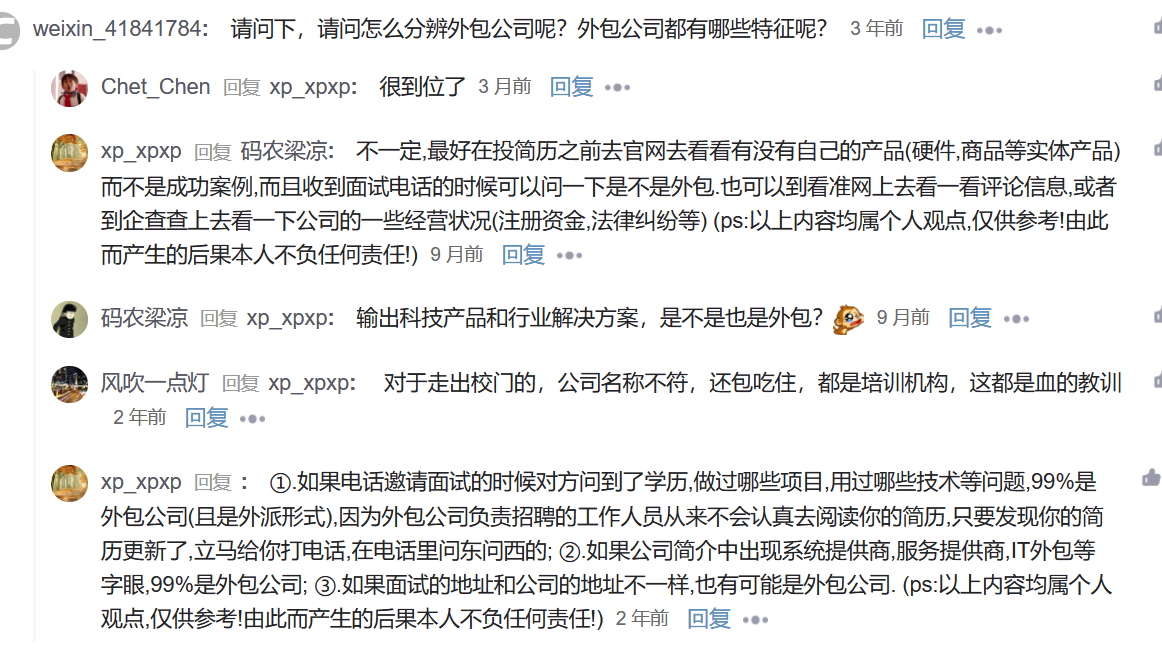 weixin_41841784： 请问下，请问怎么分辨外包公司呢？外包公司都有哪些特征呢？ 3 年前 回复 •••
Chet_Chen 回复 xp_xpxp： 很到位了 3 月前 回复 •••
xp_xpxp 回复 码农梁凉： 不一定,最好在投简历之前去官网去看看有没有自己的产品(硬件,商品等实体产品)
而不是成功案例,而且收到面试电话的时候可以问一下是不是外包.也可以到看准网上去看一看评论信息,或者
到企查查上去看一下公司的一些经营状况(注册资金,法律纠纷等) (ps:以上内容均属个人观点,仅供参考!由此
而产生的后果本人不负任何责任!) 9 月前 回复 •••
码农梁凉 回复 xp_xpxp： 输出科技产品和行业解决方案，是不是也是外包？ 9 月前 回复 •••
风吹一点灯 回复 xp_xpxp： 对于走出校门的，公司名称不符，还包吃住，都是培训机构，这都是血的教训
2 年前 回复 •••
xp_xpxp 回复 ： ①.如果电话邀请面试的时候对方问到了学历,做过哪些项目,用过哪些技术等问题,99%是
外包公司(且是外派形式),因为外包公司负责招聘的工作人员从来不会认真去阅读你的简历,只要发现你的简
历更新了,立马给你打电话,在电话里问东问西的; ②.如果公司简介中出现系统提供商,服务提供商,IT外包等
字眼,99%是外包公司; ③.如果面试的地址和公司的地址不一样,也有可能是外包公司. (ps:以上内容均属个人
观点,仅供参考!由此而产生的后果本人不负任何责任!) 2 年前 回复 •••